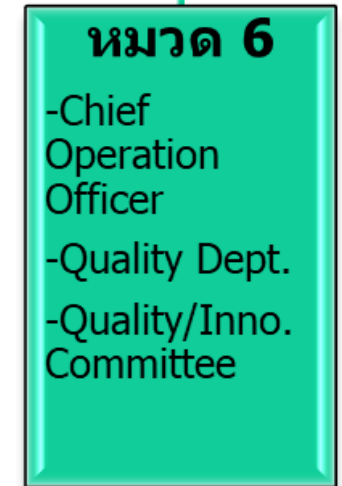 หมวด 6
-Chief
Operation
Officer
-Quality Dept.
-Quality/Inno.
Committee